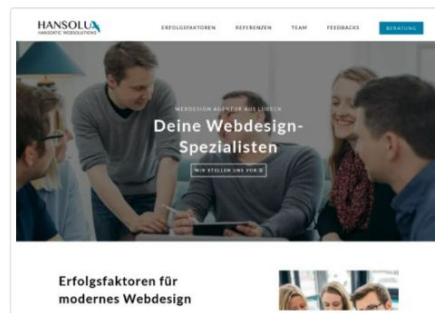 HANSOLUX
HANSEATIC WEBSOLUTIONS
ERFOLGSFAKTOREN REFERENZEN TEAM FEEDBACKS BERATUNG
WEBDESIGN AGENTUR AUS LÜBECK
Deine Webdesign-
Spezialisten
WIR STELLEN UNS VOR
Erfolgsfaktoren für
modernes Webdesign